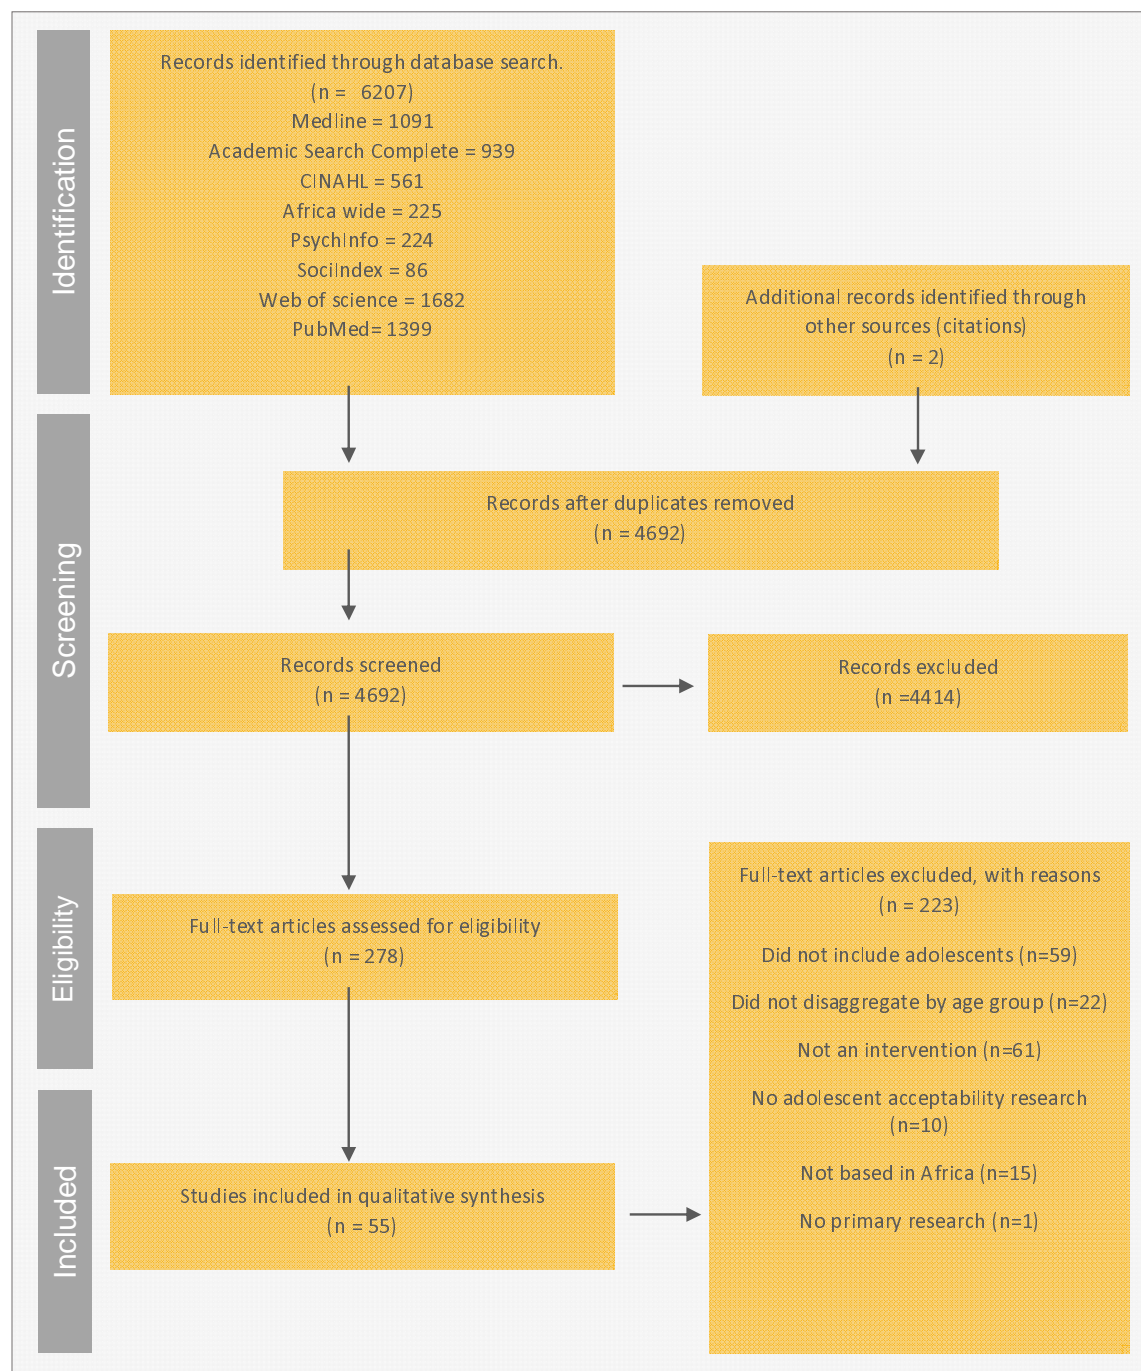 Identification
Records identified through database search.
(n = 6207)
Medline = 1091
Academic Search Complete = 939
CINAHL = 561
Africa wide = 225
PsychInfo = 224
SociIndex = 86
Web of science = 1682
PubMed= 1399
Additional records identified through
other sources (citations)
(n = 2)
Screening
Records after duplicates removed
(n = 4692)
Records screened
(n = 4692)
Records excluded
(n =4414)
Eligibility
Full-text articles assessed for eligibility
(n = 278)
Full-text articles excluded, with reasons
(n = 223)
Did not include adolescents (n=59)
Did not disaggregate by age group (n=22)
Not an intervention (n=61)
No adolescent acceptability research
(n=10)
Not based in Africa (n=15)
No primary research (n=1)
Included
Studies included in qualitative synthesis
(n = 55)